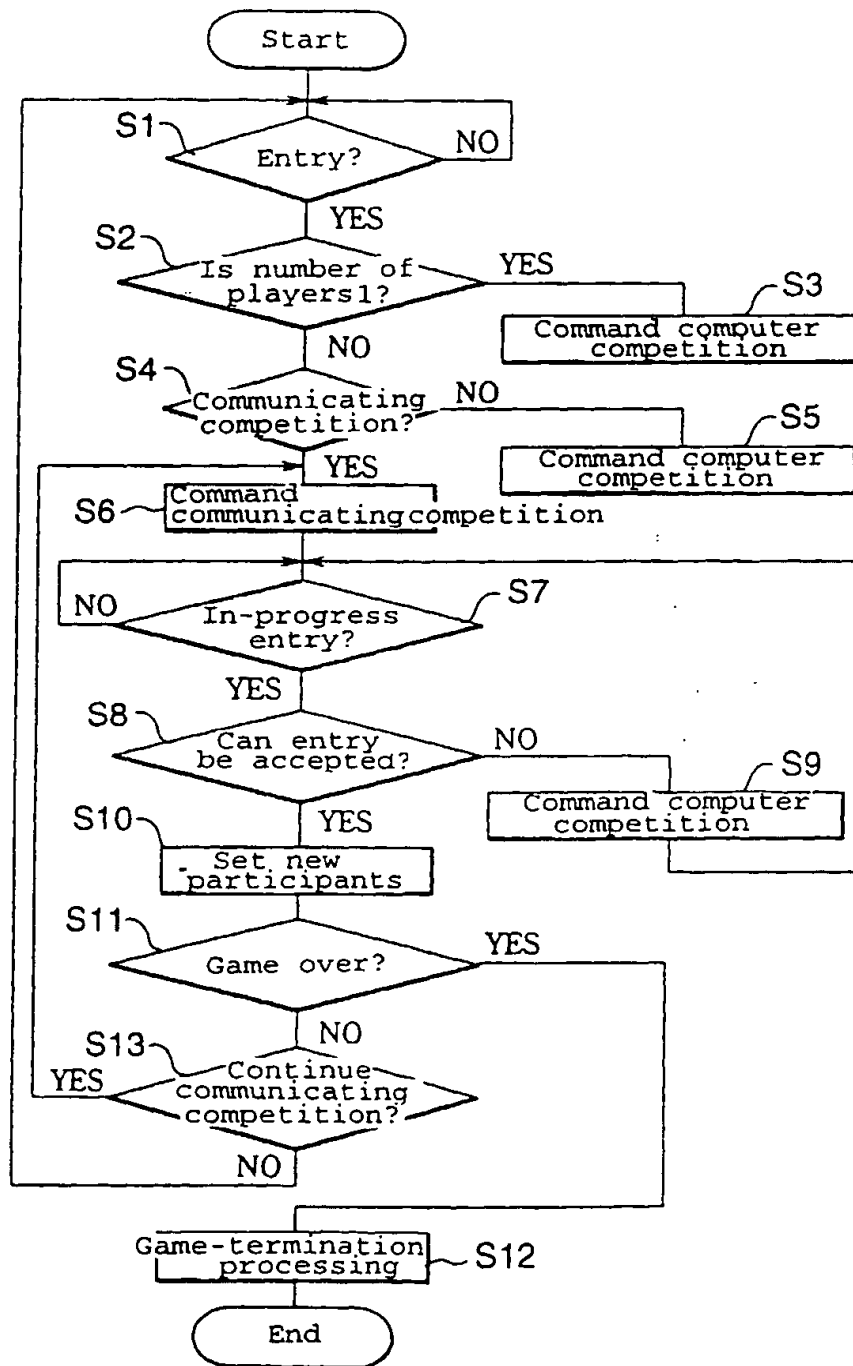 Start
S1
Entry?
NO
YES
S2
Is number of
players1?
YES
S3
Command computer
competition
NO
S4
Communicating
competition?
NO
S5
Command computer
competition
YES
S6
Command
communicating competition
S7
NO
In-progress
entry?
YES
S8
Can entry
be accepted?
NO
S9
Command computer
competition
YES
S10
Set new
participants
S11
Game over?
YES
NO
S13
YES
Continue
communicating
competition?
NO
Game-termination
processing
S12
End